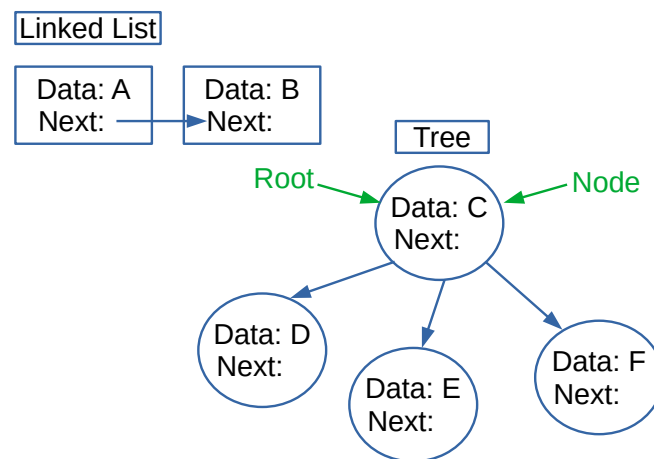 Linked List
Data: A
Next:
Data: B
Next:
Tree
Root
Node
Data: C
Next:
Data: D
Next:
Data: E
Next:
Data: F
Next: